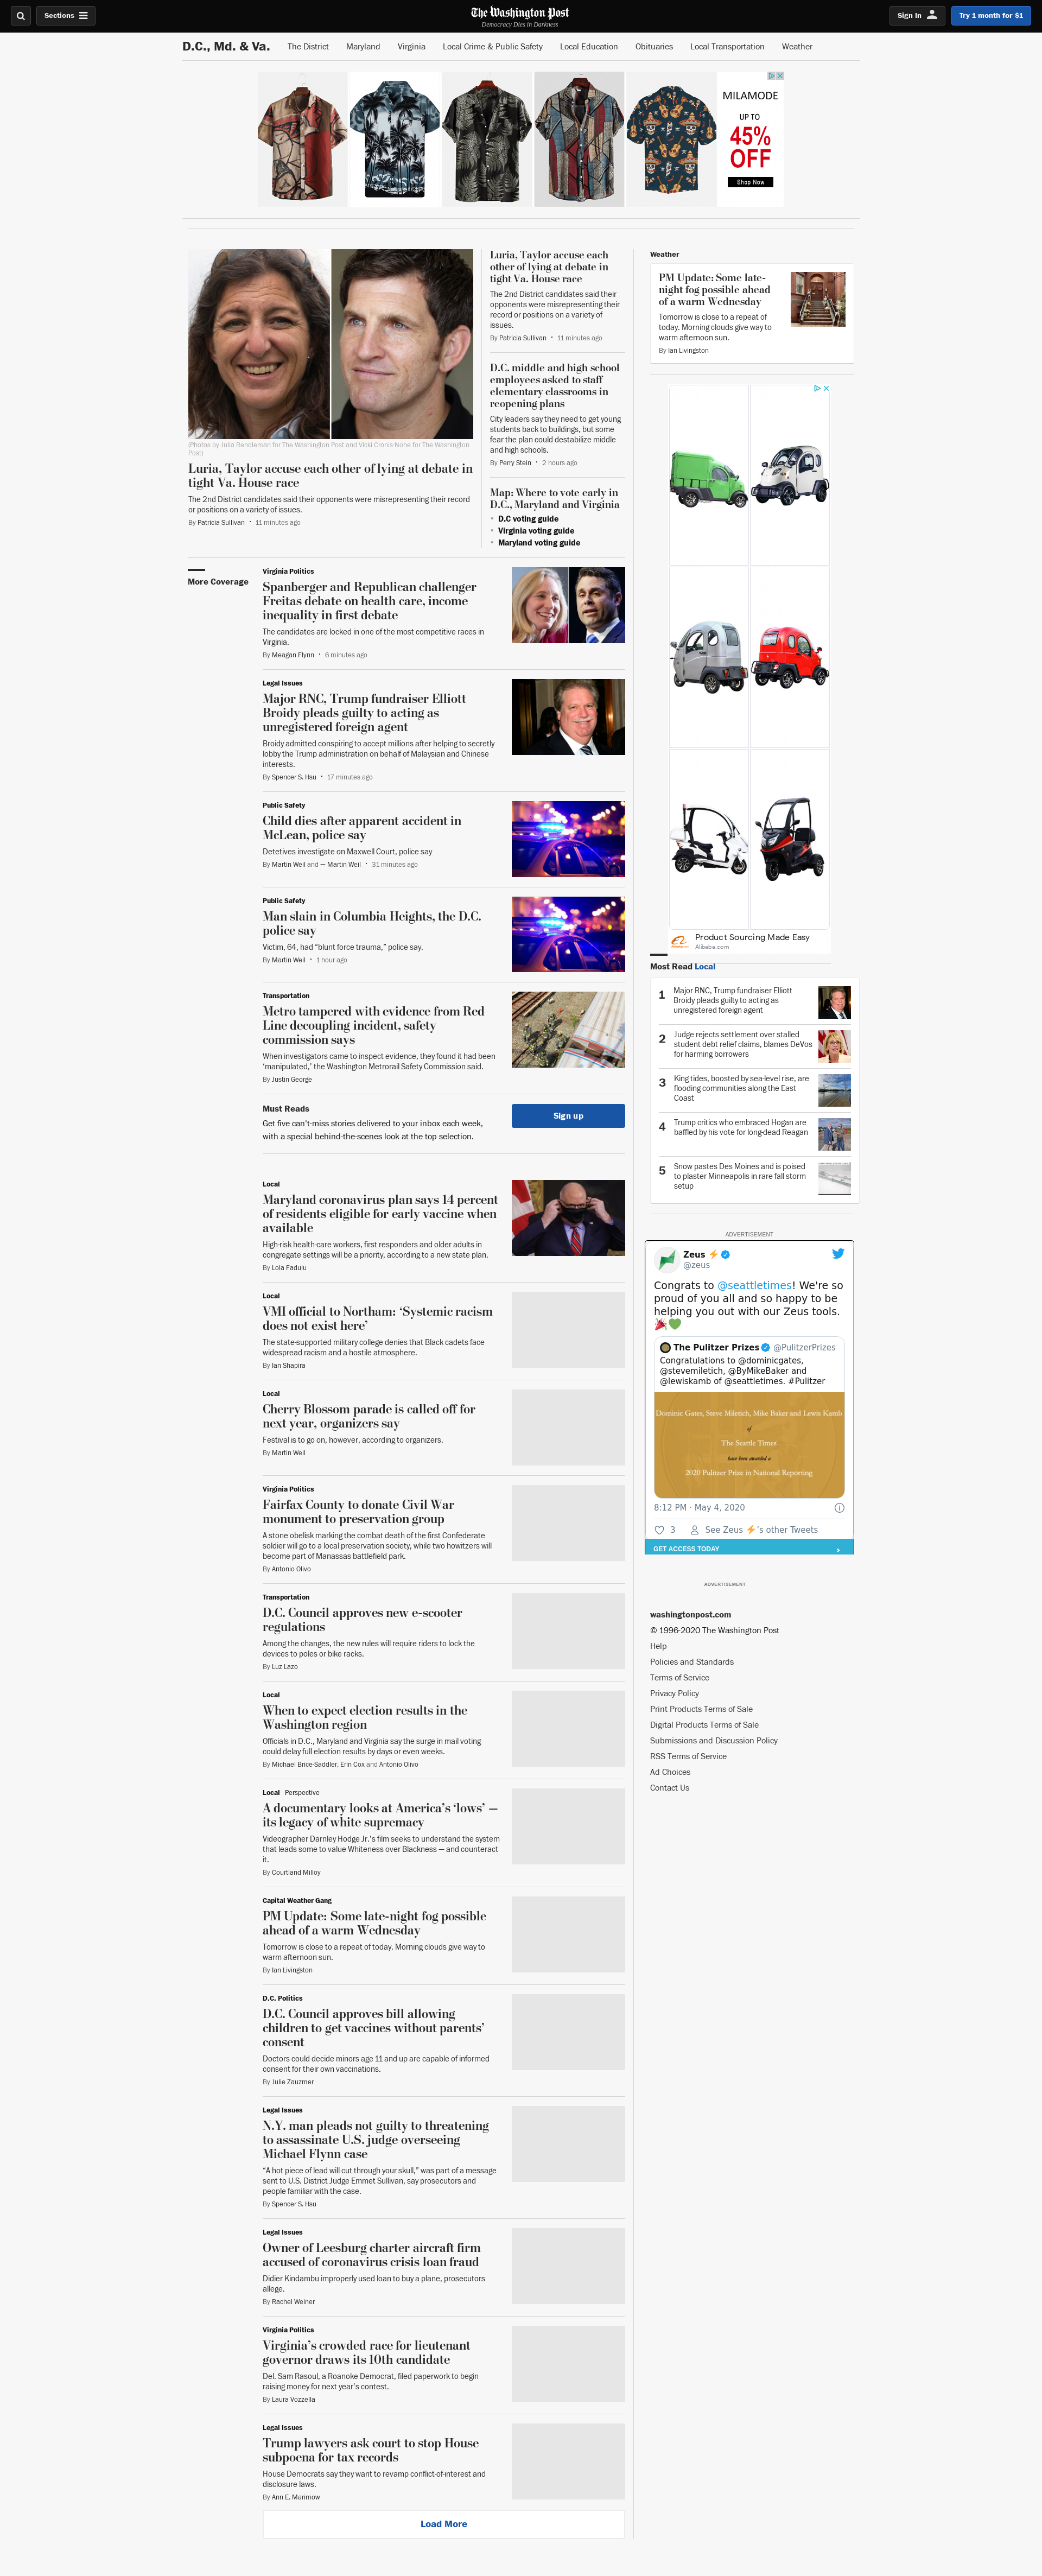 Sections
The Washington Post
Democracy Dies in Darkness
Sign In
Try 1 month for $1
D.C., Md. & Va.
The District
Maryland
Virginia
Local Crime & Public Safety
Local Education
Obituaries
Local Transportation
Weather
MILAMODE
UP TO
45%
OFF
Shop Now
(Photos by Julia Rendleman for The Washington Post and Vicki Cronis-Nohe for The Washington
Post)
Luria, Taylor accuse each other of lying at debate in
tight Va. House race
The 2nd District candidates said their opponents were misrepresenting their record
or positions on a variety of issues.
By Patricia Sullivan • 11 minutes ago
Luria, Taylor accuse each
other of lying at debate in
tight Va. House race
The 2nd District candidates said their
opponents were misrepresenting their
record or positions on a variety of
issues.
By Patricia Sullivan • 11 minutes ago
D.C. middle and high school
employees asked to staff
elementary classrooms in
reopening plans
City leaders say they need to get young
students back to buildings, but some
fear the plan could destabilize middle
and high schools.
By Perry Stein • 2 hours ago
Map: Where to vote early in
D.C., Maryland and Virginia
• D.C voting guide
• Virginia voting guide
• Maryland voting guide
More Coverage
Virginia Politics
Spanberger and Republican challenger
Freitas debate on health care, income
inequality in first debate
The candidates are locked in one of the most competitive races in
Virginia.
By Meagan Flynn • 6 minutes ago
Legal Issues
Major RNC, Trump fundraiser Elliott
Broidy pleads guilty to acting as
unregistered foreign agent
Broidy admitted conspiring to accept millions after helping to secretly
lobby the Trump administration on behalf of Malaysian and Chinese
interests.
By Spencer S. Hsu • 17 minutes ago
Public Safety
Child dies after apparent accident in
McLean, police say
Detetives investigate on Maxwell Court, police say
By Martin Weil and — Martin Weil • 31 minutes ago
Public Safety
Man slain in Columbia Heights, the D.C.
police say
Victim, 64, had “blunt force trauma,” police say.
By Martin Weil • 1 hour ago
Transportation
Metro tampered with evidence from Red
Line decoupling incident, safety
commission says
When investigators came to inspect evidence, they found it had been
‘manipulated,’ the Washington Metrorail Safety Commission said.
By Justin George
Must Reads
Get five can't-miss stories delivered to your inbox each week,
with a special behind-the-scenes look at the top selection.
Sign up
Local
Maryland coronavirus plan says 14 percent
of residents eligible for early vaccine when
available
High-risk health-care workers, first responders and older adults in
congregate settings will be a priority, according to a new state plan.
By Lola Fadulu
Local
VMI official to Northam: ‘Systemic racism
does not exist here’
The state-supported military college denies that Black cadets face
widespread racism and a hostile atmosphere.
By Ian Shapira
Local
Cherry Blossom parade is called off for
next year, organizers say
Festival is to go on, however, according to organizers.
By Martin Weil
Virginia Politics
Fairfax County to donate Civil War
monument to preservation group
A stone obelisk marking the combat death of the first Confederate
soldier will go to a local preservation society, while two howitzers will
become part of Manassas battlefield park.
By Antonio Olivo
Transportation
D.C. Council approves new e-scooter
regulations
Among the changes, the new rules will require riders to lock the
devices to poles or bike racks.
By Luz Lazo
Local
When to expect election results in the
Washington region
Officials in D.C., Maryland and Virginia say the surge in mail voting
could delay full election results by days or even weeks.
By Michael Brice-Saddler, Erin Cox and Antonio Olivo
Local Perspective
A documentary looks at America’s ‘lows’ —
its legacy of white supremacy
Videographer Darnley Hodge Jr.’s film seeks to understand the system
that leads some to value Whiteness over Blackness — and counteract
it.
By Courtland Milloy
Capital Weather Gang
PM Update: Some late-night fog possible
ahead of a warm Wednesday
Tomorrow is close to a repeat of today. Morning clouds give way to
warm afternoon sun.
By Ian Livingston
D.C. Politics
D.C. Council approves bill allowing
children to get vaccines without parents’
consent
Doctors could decide minors age 11 and up are capable of informed
consent for their own vaccinations.
By Julie Zauzmer
Legal Issues
N.Y. man pleads not guilty to threatening
to assassinate U.S. judge overseeing
Michael Flynn case
“A hot piece of lead will cut through your skull,” was part of a message
sent to U.S. District Judge Emmet Sullivan, say prosecutors and
people familiar with the case.
By Spencer S. Hsu
Legal Issues
Owner of Leesburg charter aircraft firm
accused of coronavirus crisis loan fraud
Didier Kindambu improperly used loan to buy a plane, prosecutors
allege.
By Rachel Weiner
Virginia Politics
Virginia’s crowded race for lieutenant
governor draws its 10th candidate
Del. Sam Rasoul, a Roanoke Democrat, filed paperwork to begin
raising money for next year’s contest.
By Laura Vozzella
Legal Issues
Trump lawyers ask court to stop House
subpoena for tax records
House Democrats say they want to revamp conflict-of-interest and
disclosure laws.
By Ann E. Marimow
Load More
Weather
PM Update: Some late-
night fog possible ahead
of a warm Wednesday
Tomorrow is close to a repeat of
today. Morning clouds give way to
warm afternoon sun.
By Ian Livingston
Product Sourcing Made Easy
Alibaba.com
Most Read Local
1 Major RNC, Trump fundraiser Elliott
Broidy pleads guilty to acting as
unregistered foreign agent
2 Judge rejects settlement over stalled
student debt relief claims, blames DeVos
for harming borrowers
3 King tides, boosted by sea-level rise, are
flooding communities along the East
Coast
4 Trump critics who embraced Hogan are
baffled by his vote for long-dead Reagan
5 Snow pastes Des Moines and is poised
to plaster Minneapolis in rare fall storm
setup
ADVERTISEMENT
Zeus ⚡
@zeus
Congrats to @seattletimes! We're so
proud of you all and so happy to be
helping you out with our Zeus tools.
🎉💚
The Pulitzer Prizes @PulitzerPrizes
Congratulations to @dominicgates,
@stevemiletich, @ByMikeBaker and
@lewiskamb of @seattletimes. #Pulitzer
Dominic Gates, Steve Miletich, Mike Baker and Lewis Kamb
of
The Seattle Times
have been awarded a
2020 Pulitzer Prize in National Reporting
8:12 PM · May 4, 2020
3
See Zeus ⚡'s other Tweets
GET ACCESS TODAY
ADVERTISEMENT
washingtonpost.com
© 1996-2020 The Washington Post
Help
Policies and Standards
Terms of Service
Privacy Policy
Print Products Terms of Sale
Digital Products Terms of Sale
Submissions and Discussion Policy
RSS Terms of Service
Ad Choices
Contact Us